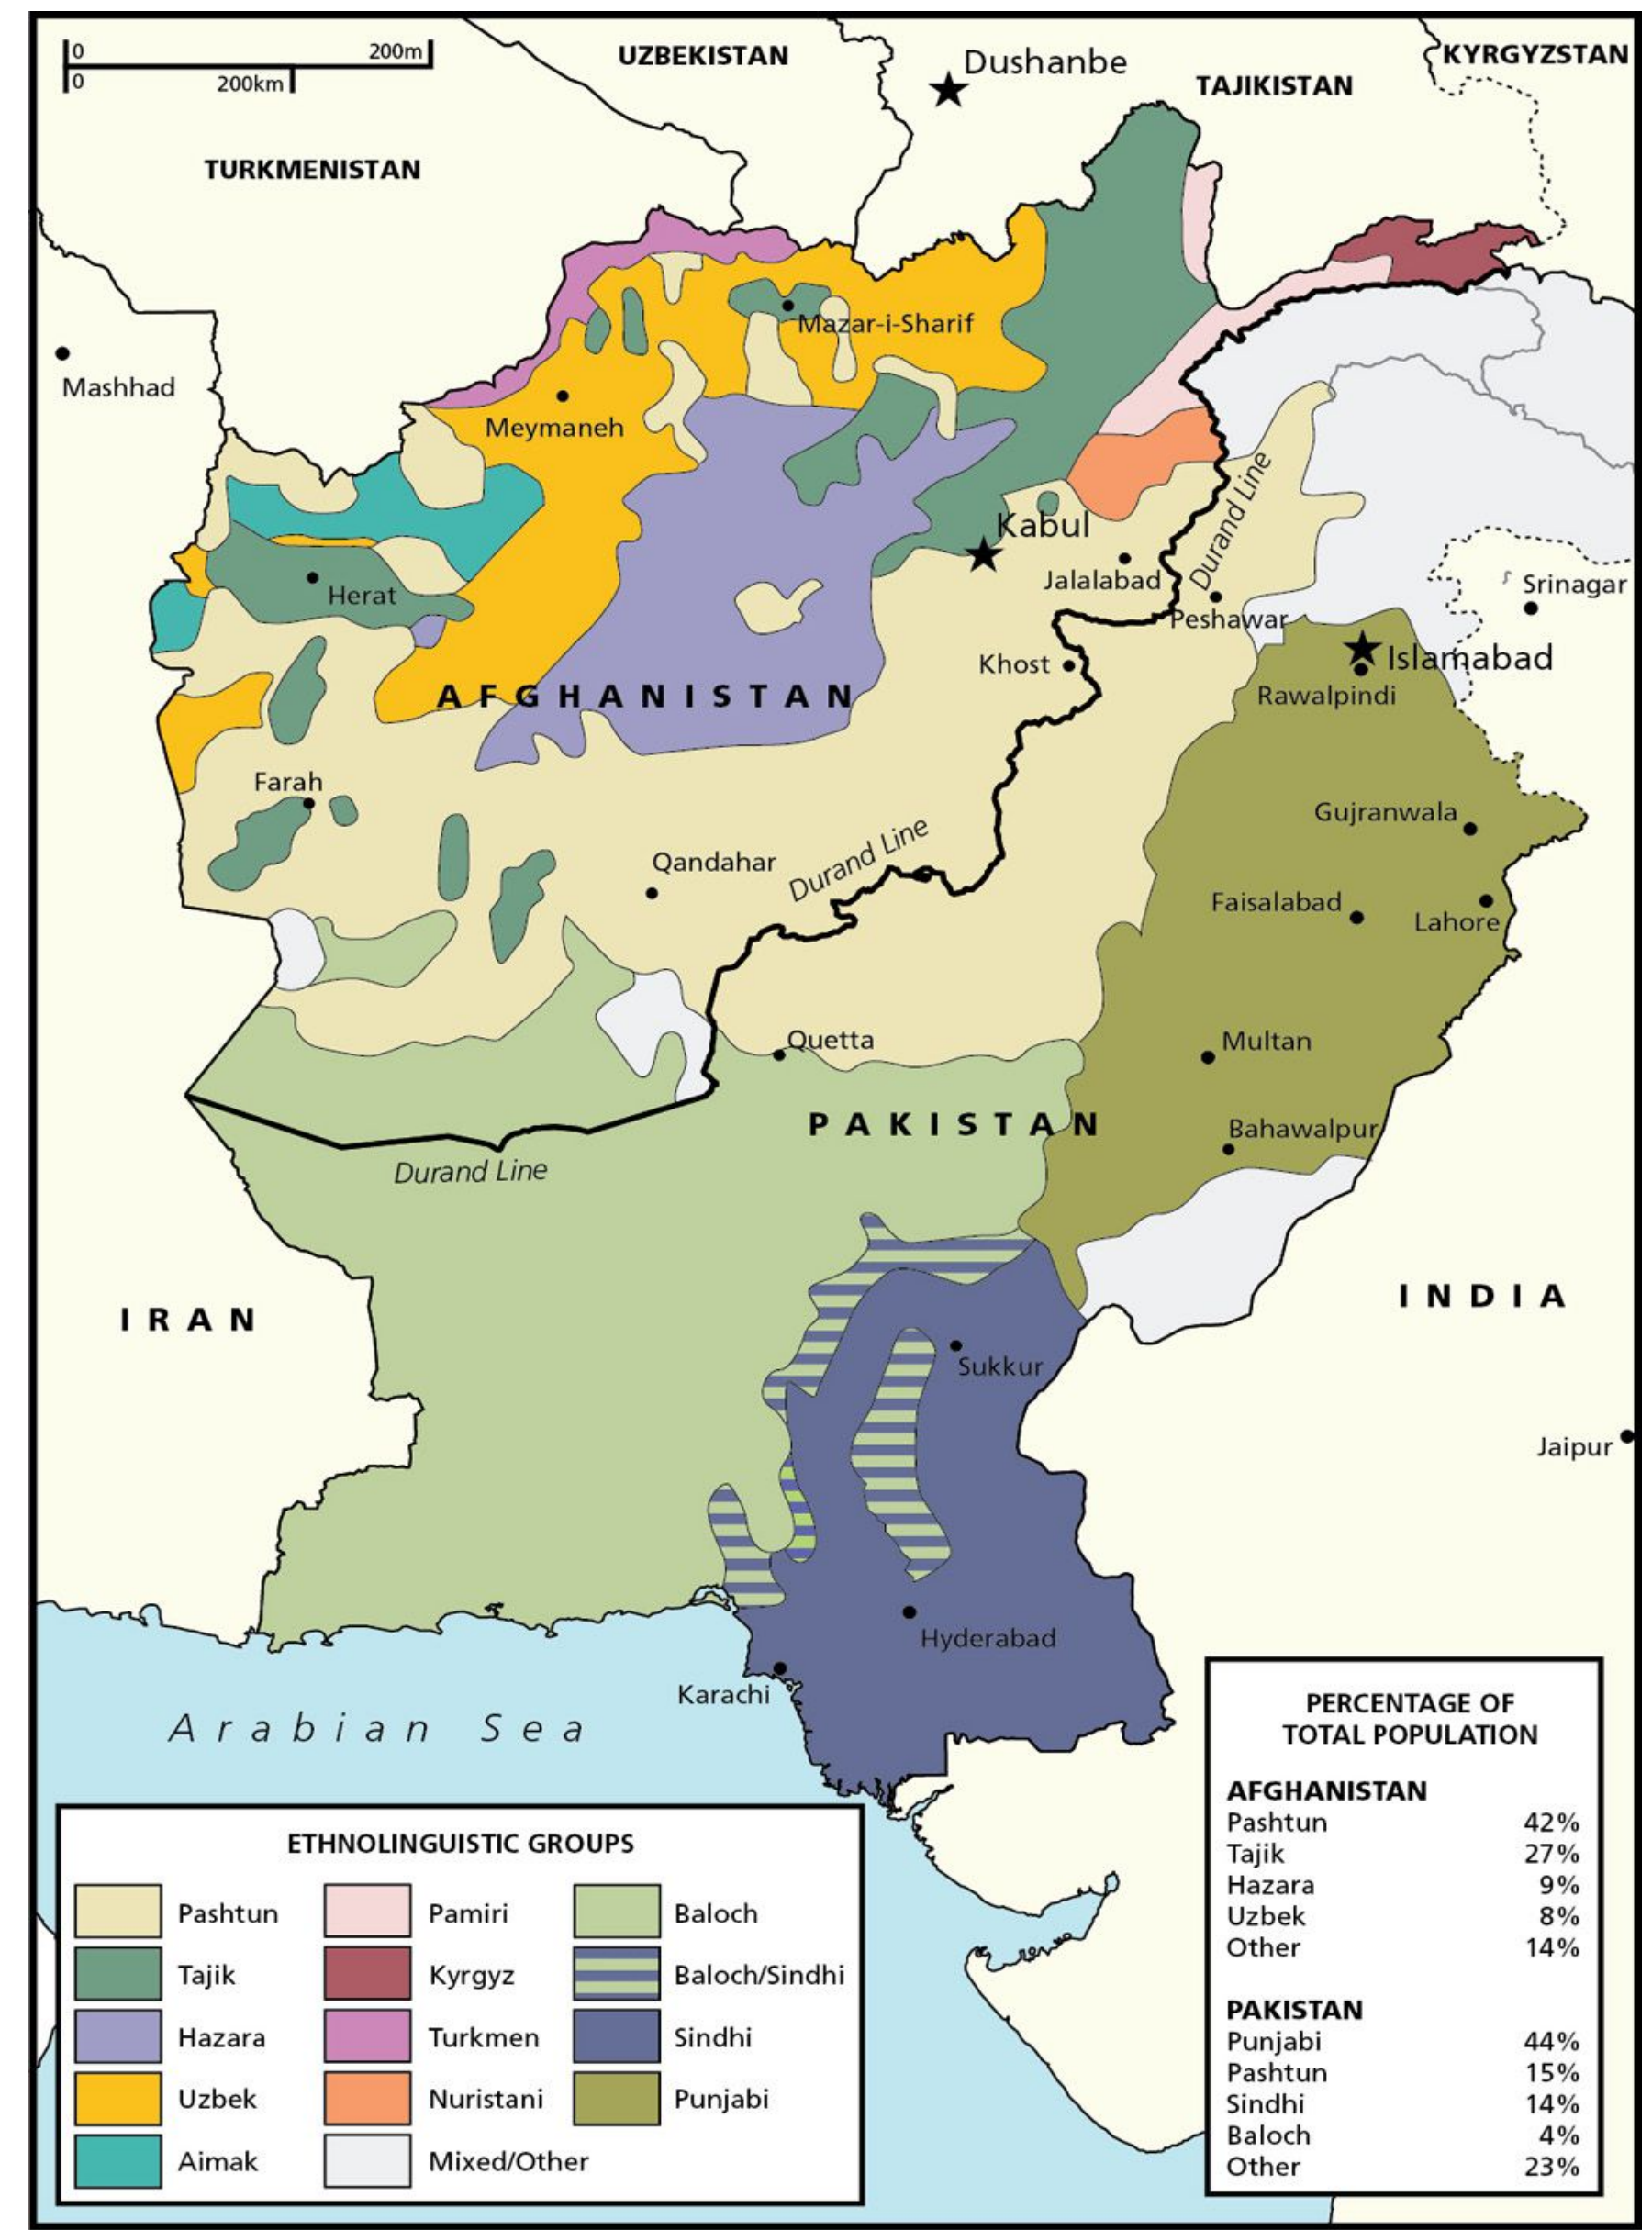 0 200m
0 200km
UZBEKISTAN
Dushanbe
TAJIKISTAN
KYRGYZSTAN
TURKMENISTAN
Mashhad
Mazar-i-Sharif
Meymaneh
Durand Line
Kabul
Jalalabad
Herat
Peshawar
Srinagar
Khost
Islamabad
Rawalpindi
AFGHANISTAN
Farah
Gujranwala
Durand Line
Qandahar
Faisalabad
Lahore
Quetta
Multan
PAKISTAN
Bahawalpur
Durand Line
IRAN
INDIA
Sukkur
Jaipur
Hyderabad
Karachi
Arabian Sea
ETHNOLINGUISTIC GROUPS
Pashtun
Tajik
Hazara
Uzbek
Aimak
Pamiri
Kyrgyz
Turkmen
Nuristani
Mixed/Other
Baloch
Baloch/Sindhi
Sindhi
Punjabi
PERCENTAGE OF
TOTAL POPULATION
AFGHANISTAN
Pashtun 42%
Tajik 27%
Hazara 9%
Uzbek 8%
Other 14%
PAKISTAN
Punjabi 44%
Pashtun 15%
Sindhi 14%
Baloch 4%
Other 23%